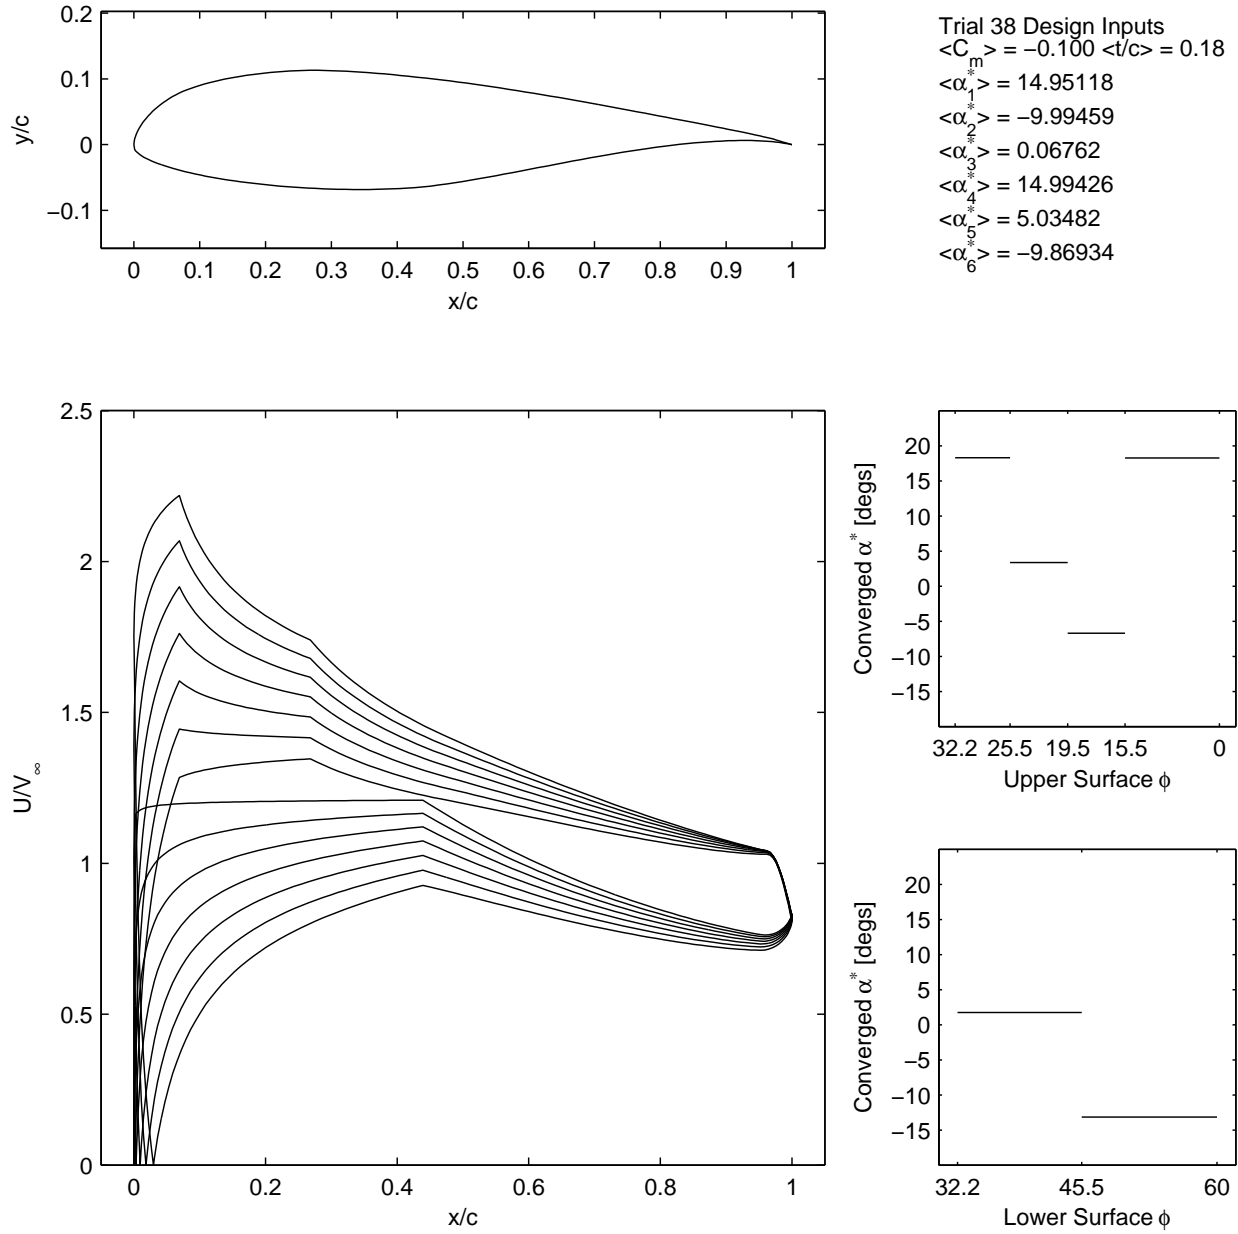 0.2
0.1
0
−0.1
y/c
0 0.1 0.2 0.3 0.4 0.5 0.6 0.7 0.8 0.9 1
x/c
Trial 38 Design Inputs
<C_m> = −0.100 <t/c> = 0.18
<α*_1> = 14.95118
<α*_2> = −9.99459
<α*_3> = 0.06762
<α*_4> = 14.99426
<α*_5> = 5.03482
<α*_6> = −9.86934
2.5
2
1.5
1
0.5
0
U/V_∞
0 0.2 0.4 0.6 0.8 1
x/c
20
15
10
5
0
−5
−10
−15
Converged α* [degs]
32.2 25.5 19.5 15.5 0
Upper Surface ϕ
20
15
10
5
0
−5
−10
−15
Converged α* [degs]
32.2 45.5 60
Lower Surface ϕ